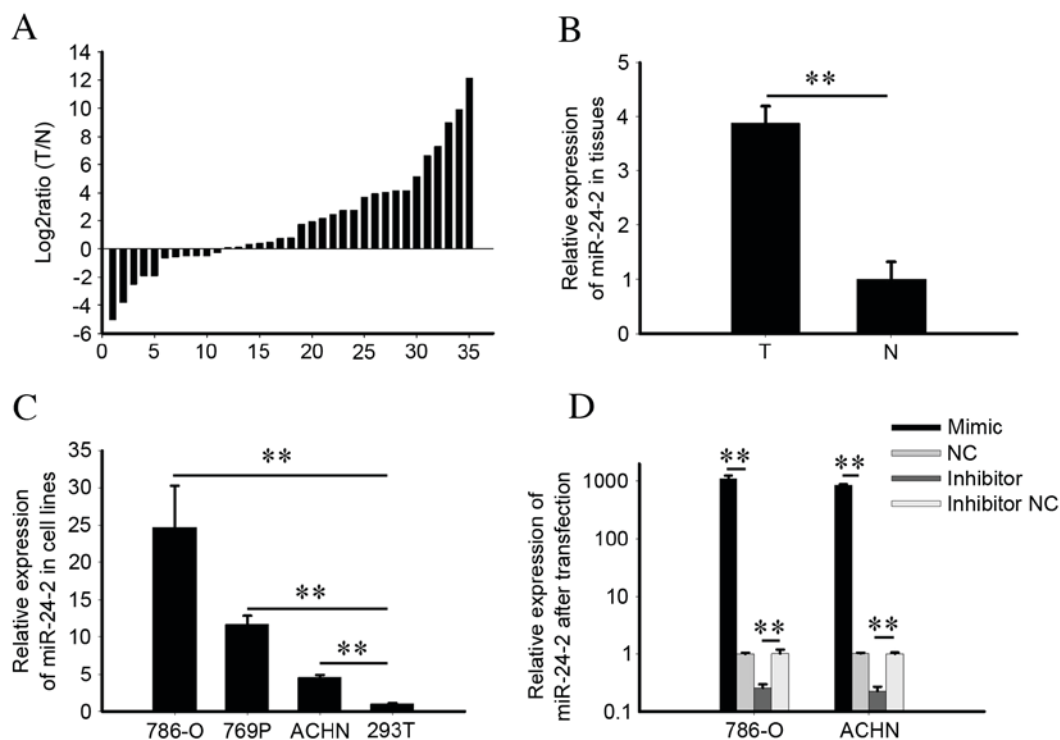 A
Log2ratio (T/N)
14
12
10
8
6
4
2
0
-2
-4
-6
0 5 10 15 20 25 30 35
B
Relative expression
of miR-24-2 in tissues
5
4
3
2
1
0
**
T N
C
Relative expression
of miR-24-2 in cell lines
35
30
25
20
15
10
5
0
**
**
**
786-O 769P ACHN 293T
D
Mimic
NC
Inhibitor
Inhibitor NC
Relative expression of
miR-24-2 after transfection
1000
100
10
1
0.1
** **
** **
786-O ACHN